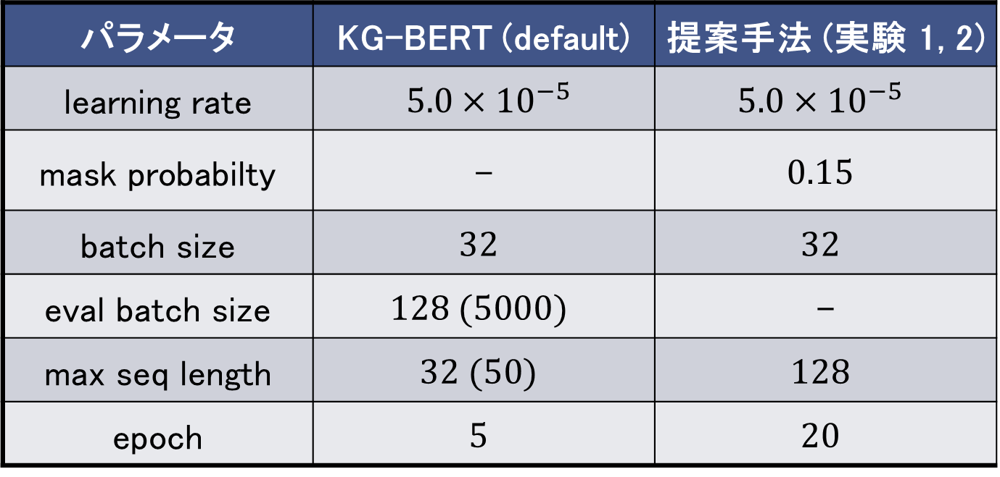 パラメータ KG-BERT (default) 提案手法 (実験 1, 2)
learning rate 5.0 × 10⁻⁵ 5.0 × 10⁻⁵
mask probabilty – 0.15
batch size 32 32
eval batch size 128 (5000) –
max seq length 32 (50) 128
epoch 5 20